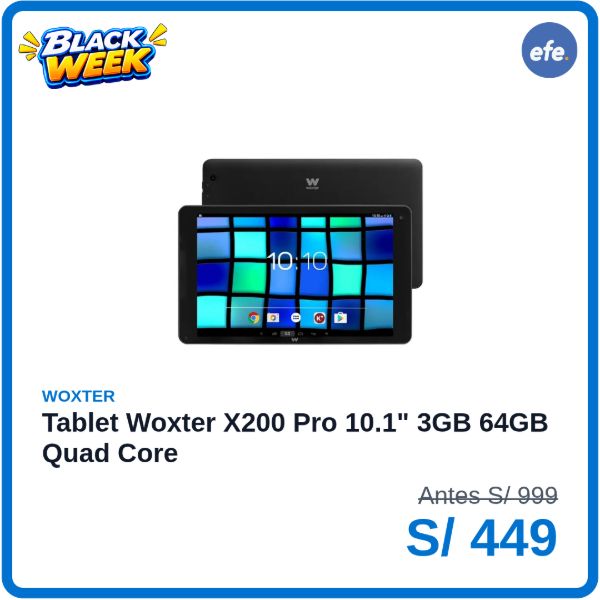 BLACK
WEEK
efe.
10:10
WOXTER
Tablet Woxter X200 Pro 10.1" 3GB 64GB
Quad Core
Antes S/ 999
S/ 449